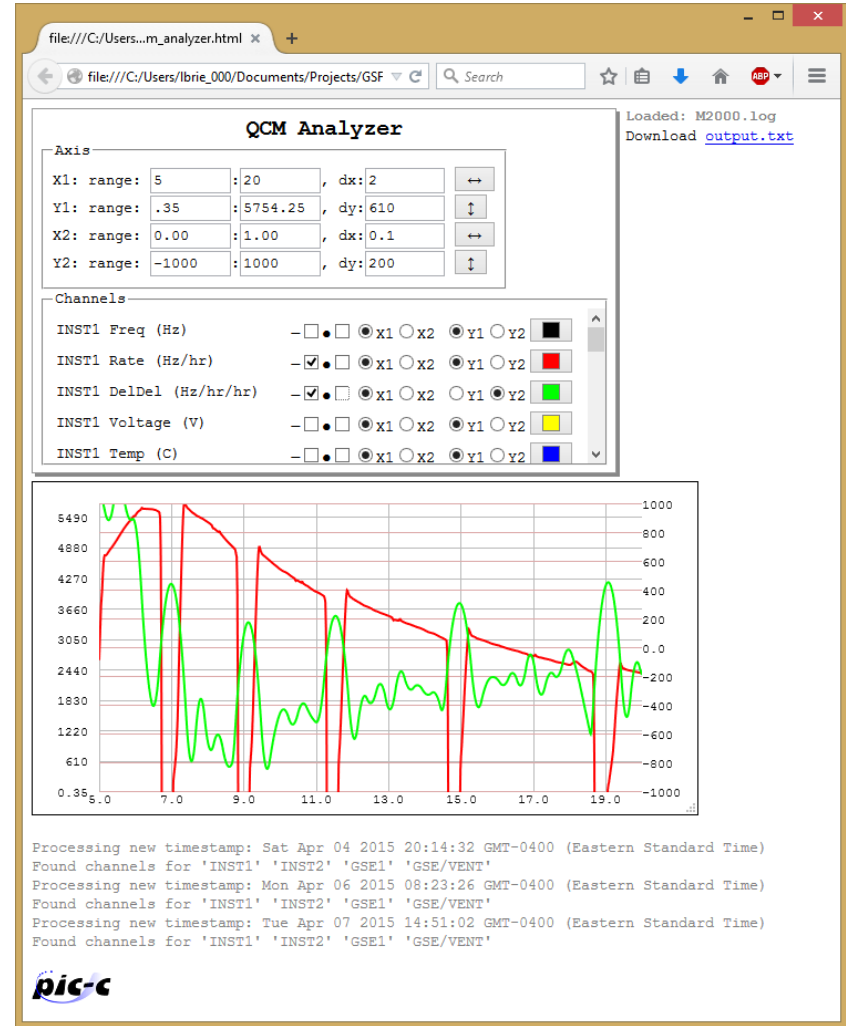 file:///C:/Users...m_analyzer.html × +
file:///C:/Users/lbrie_000/Documents/Projects/GSF Search ABP
QCM Analyzer
Loaded: M2000.log
Download output.txt
Axis
X1: range: 5 :20 , dx:2 ↔
Y1: range: .35 :5754.25 , dy:610 ↕
X2: range: 0.00 :1.00 , dx:0.1 ↔
Y2: range: -1000 :1000 , dy:200 ↕
Channels
INST1 Freq (Hz) – ● X1 X2 Y1 Y2
INST1 Rate (Hz/hr) – ● X1 X2 Y1 Y2
INST1 DelDel (Hz/hr/hr) – ● X1 X2 Y1 Y2
INST1 Voltage (V) – ● X1 X2 Y1 Y2
INST1 Temp (C) – ● X1 X2 Y1 Y2
1000
5490
800
4880
600
4270
400
3660
200
3050
0.0
2440
-200
1830
-400
1220
-600
610
-800
0.35
-1000
5.0 7.0 9.0 11.0 13.0 15.0 17.0 19.0
Processing new timestamp: Sat Apr 04 2015 20:14:32 GMT-0400 (Eastern Standard Time)
Found channels for 'INST1' 'INST2' 'GSE1' 'GSE/VENT'
Processing new timestamp: Mon Apr 06 2015 08:23:26 GMT-0400 (Eastern Standard Time)
Found channels for 'INST1' 'INST2' 'GSE1' 'GSE/VENT'
Processing new timestamp: Tue Apr 07 2015 14:51:02 GMT-0400 (Eastern Standard Time)
Found channels for 'INST1' 'INST2' 'GSE1' 'GSE/VENT'
pic-c